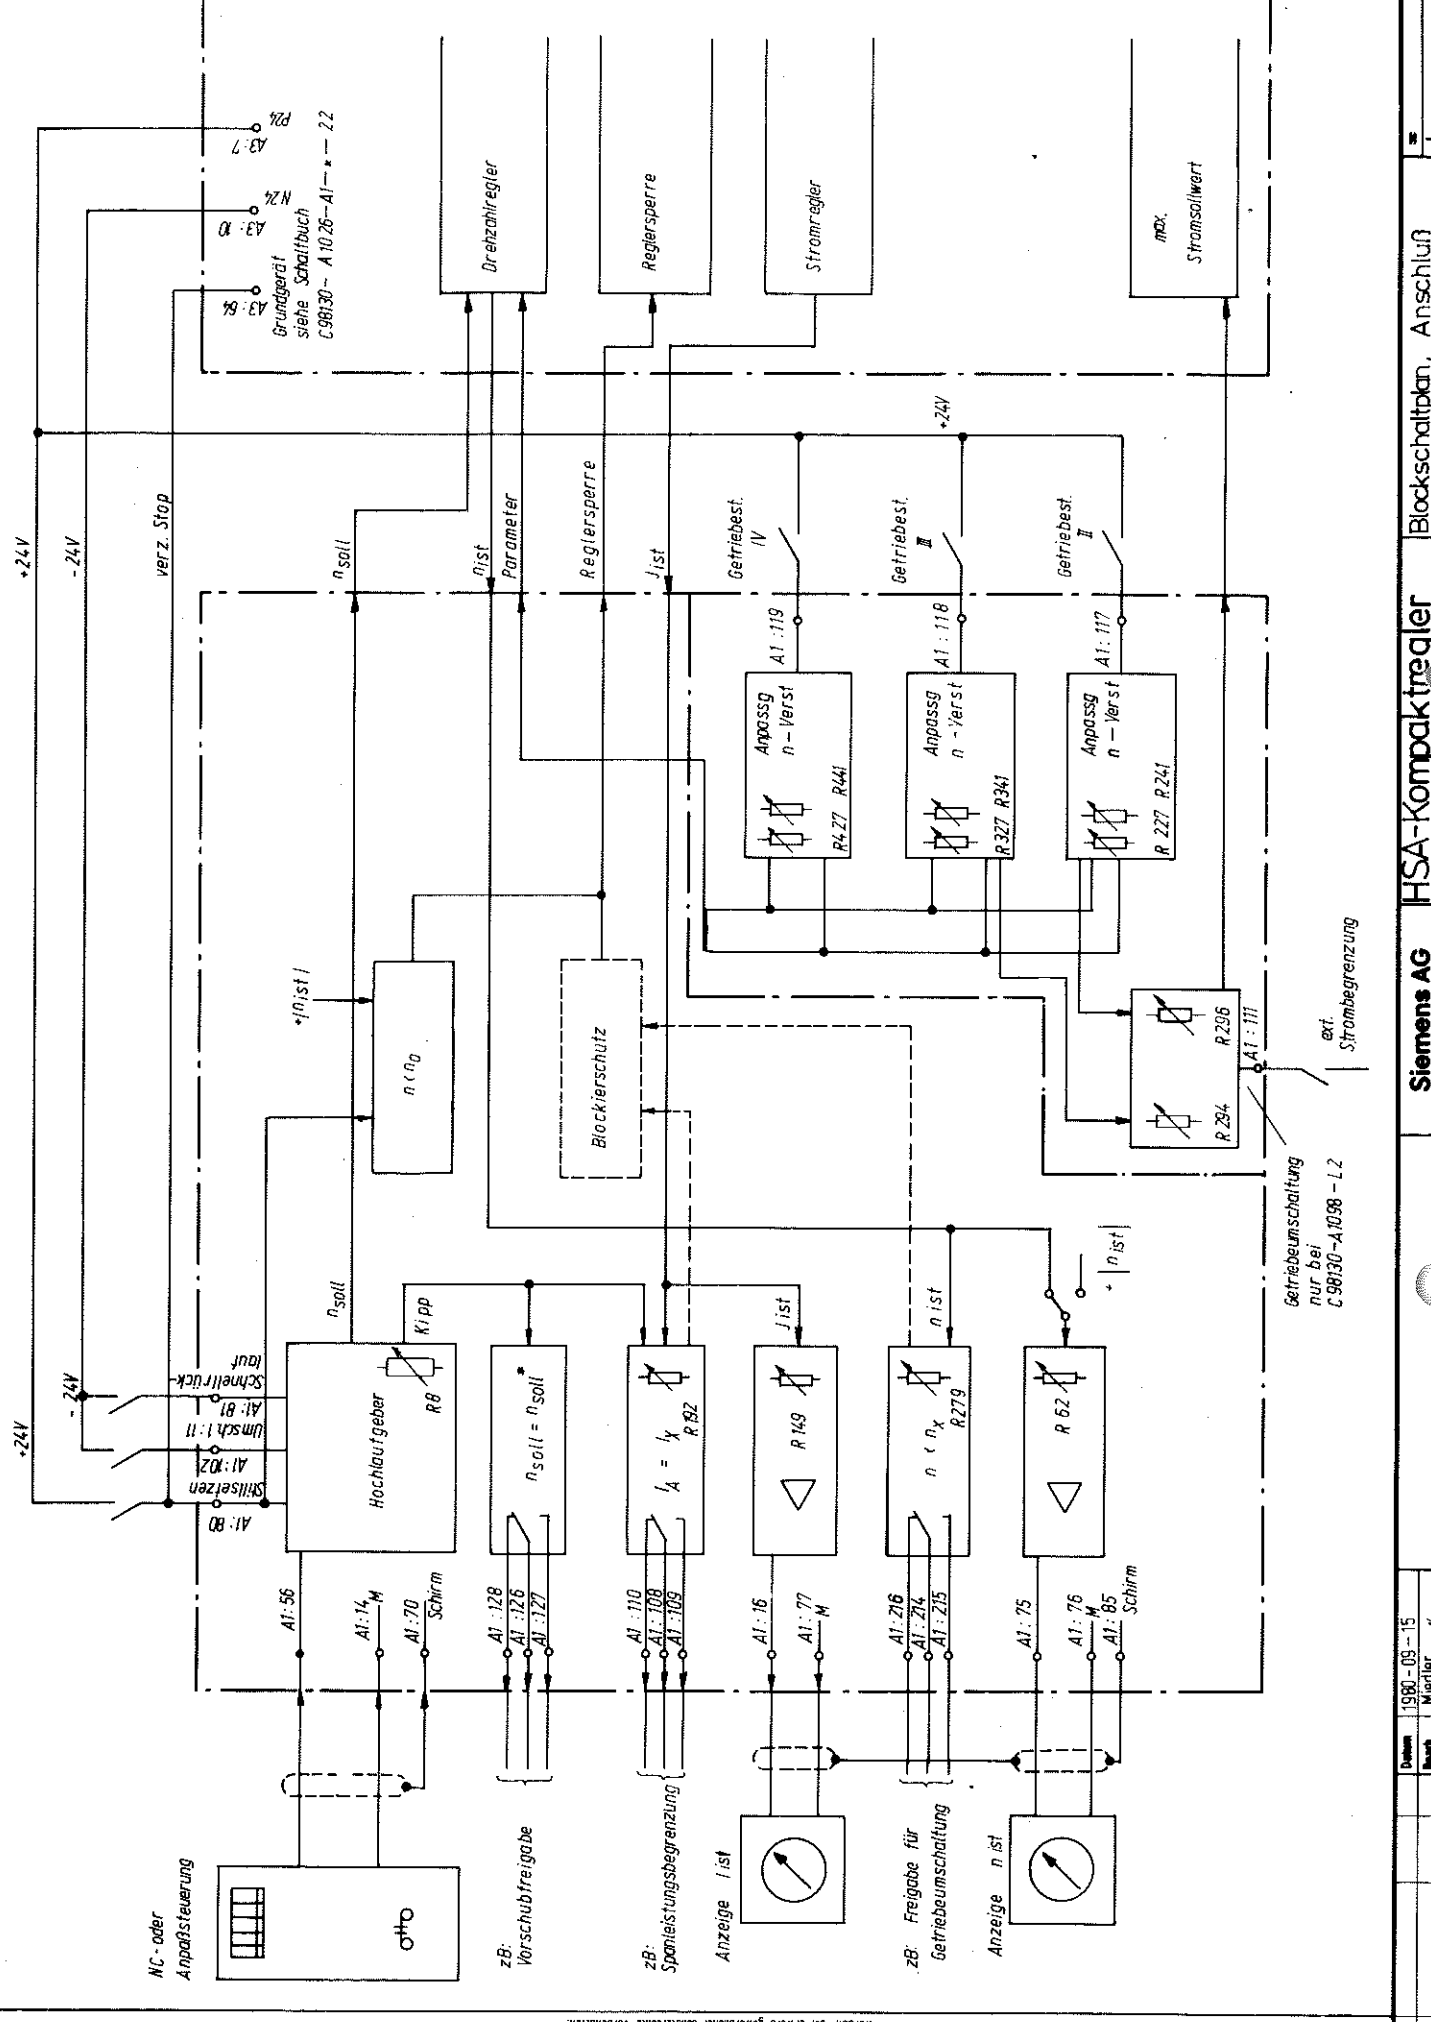 +24V
-24V
verz. Stop
A3:7
P24
A3:10
N24
A3:64
Grundgerät
siehe Schaltbuch
C98130-A1026-A1-*-22
Drehzahlregler
Reglersperre
Stromregler
max.
Stromsollwert
n soll
n ist
Parameter
Reglersperre
J ist
Getriebest.
IV
Getriebest.
III
Getriebest.
II
+24V
A1:119
A1:118
A1:117
Anpassg
n-Verst
R427 R441
Anpassg
n-Verst
R327 R341
Anpassg
n-Verst
R227 R241
+|n ist|
n < n0
Blockierschutz
R294
R296
A1:111
ext.
Strombegrenzung
Getriebeumschaltung
nur bei
C98130-A1098-L2
+24V
-24V
A1:80
Stillsetzen
A1:102
Umsch.1:11
A1:81
Schnellrück-
lauf
n soll
Hochlaufgeber
R8
Kipp
n soll = n soll *
IA = IX
R192
J ist
R149
n < nx
R279
n ist
R62
+ |n ist|
A1:56
A1:14
M
A1:70
Schirm
A1:128
A1:126
A1:127
A1:110
A1:108
A1:109
A1:16
A1:77
M
A1:216
A1:214
A1:215
A1:75
A1:76
M
A1:85
Schirm
NC-oder
Anpaßsteuerung
zB:
Vorschubfreigabe
zB:
Spanleistungsbegrenzung
Anzeige I ist
zB: Freigabe für
Getriebeumschaltung
Anzeige n ist
Datum 1980-09-15
Siemens AG
HSA-Kompaktregler
Blockschaltplan, Anschluß